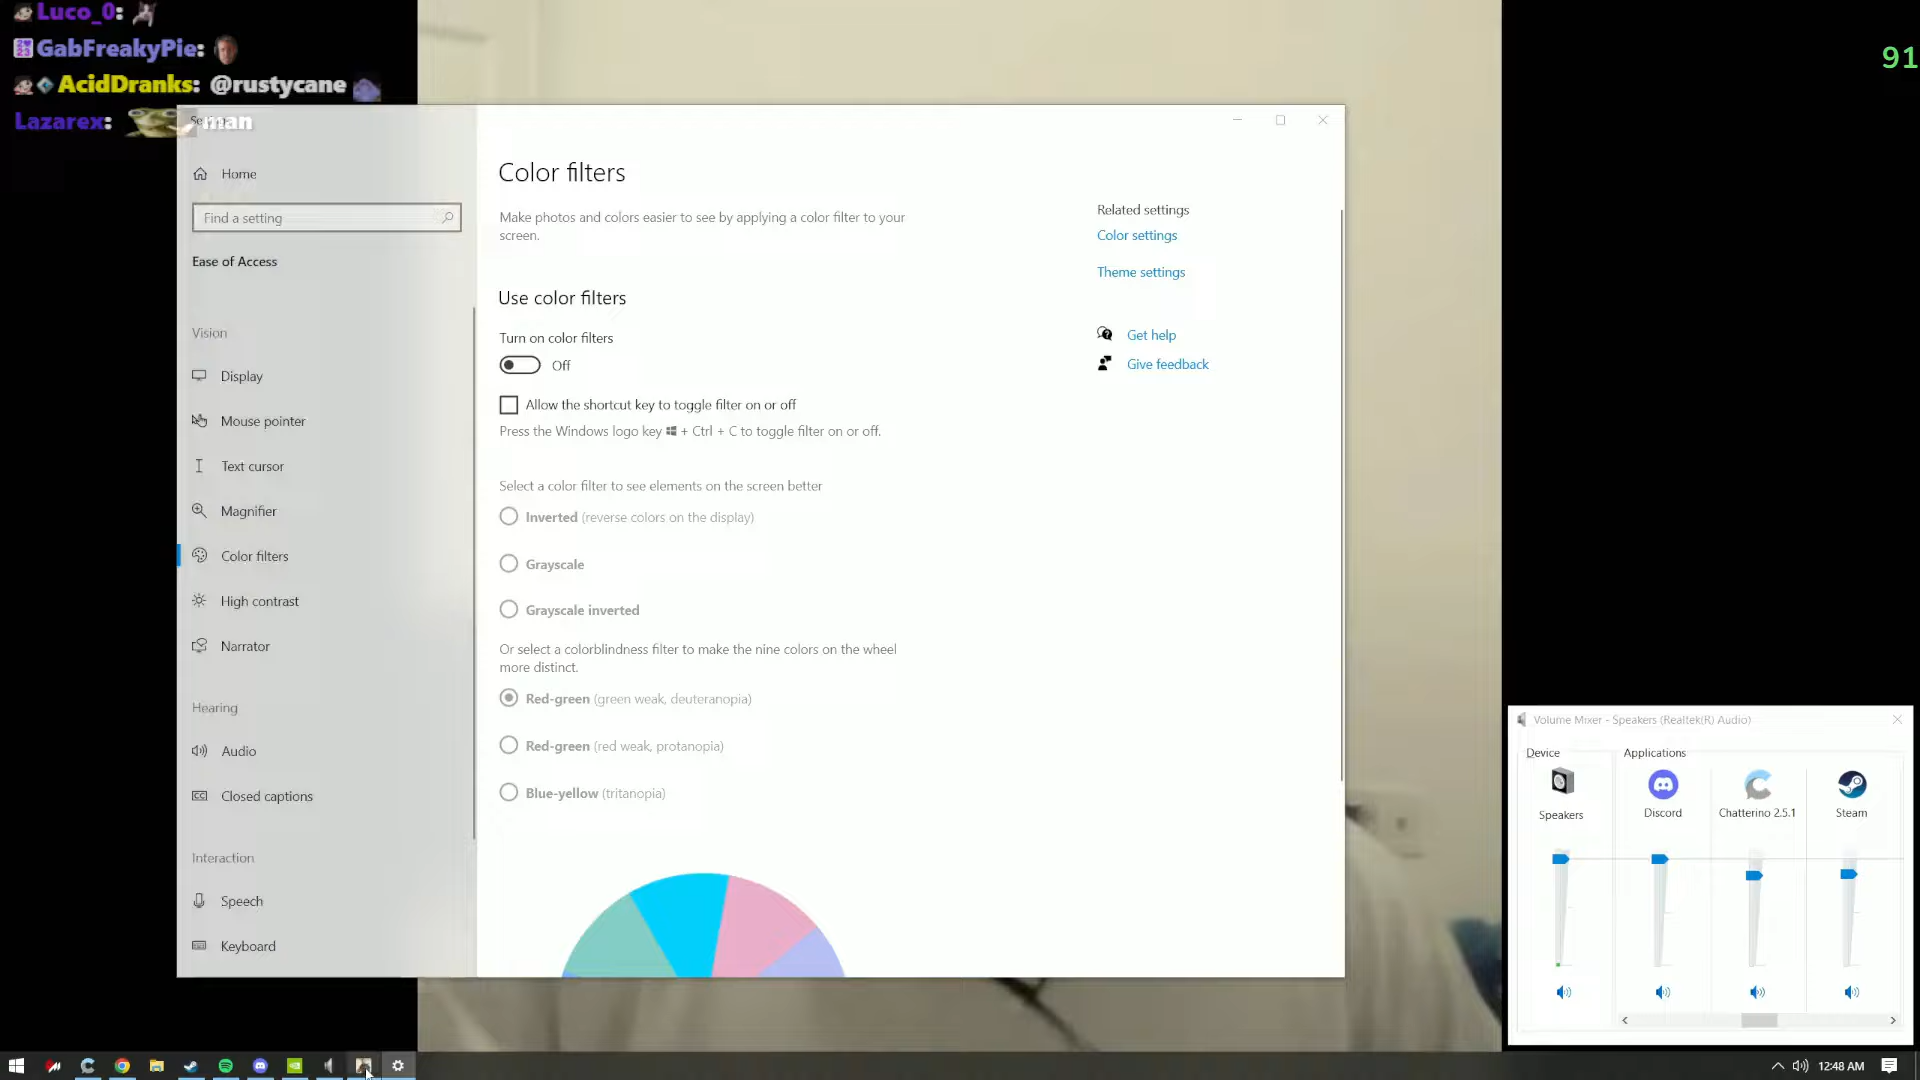 Luco_0:
GabFreakyPie:
AcidDranks: @rustycane
Lazarex: man
91
Home
Find a setting
Ease of Access
Vision
Display
Mouse pointer
Text cursor
Magnifier
Color filters
High contrast
Narrator
Hearing
Audio
Closed captions
Interaction
Speech
Keyboard
Color filters
Make photos and colors easier to see by applying a color filter to your
screen.
Use color filters
Turn on color filters
Off
Allow the shortcut key to toggle filter on or off
Press the Windows logo key + Ctrl + C to toggle filter on or off.
Select a color filter to see elements on the screen better
Inverted (reverse colors on the display)
Grayscale
Grayscale inverted
Or select a colorblindness filter to make the nine colors on the wheel
more distinct.
Red-green (green weak, deuteranopia)
Red-green (red weak, protanopia)
Blue-yellow (tritanopia)
Related settings
Color settings
Theme settings
Get help
Give feedback
Volume Mixer - Speakers (Realtek(R) Audio)
Device
Applications
Speakers
Discord
Chatterino 2.5.1
Steam
12:48 AM